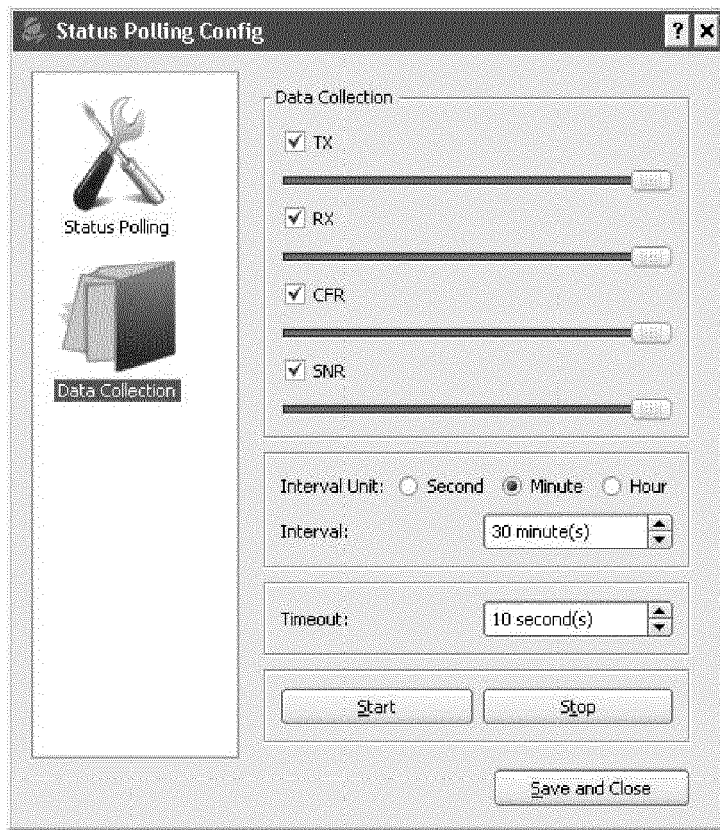 Status Polling Config ? X
Status Polling
Data Collection
Data Collection
TX
RX
CFR
SNR
Interval Unit: Second Minute Hour
Interval: 30 minute(s)
Timeout: 10 second(s)
Start Stop
Save and Close